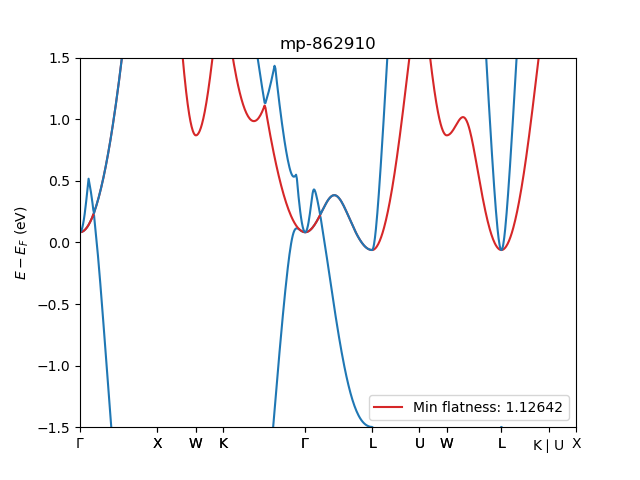 mp-862910
E − E_F (eV)
1.5
1.0
0.5
0.0
−0.5
−1.0
−1.5
Min flatness: 1.12642
Γ X W K Γ L U W L K | U X